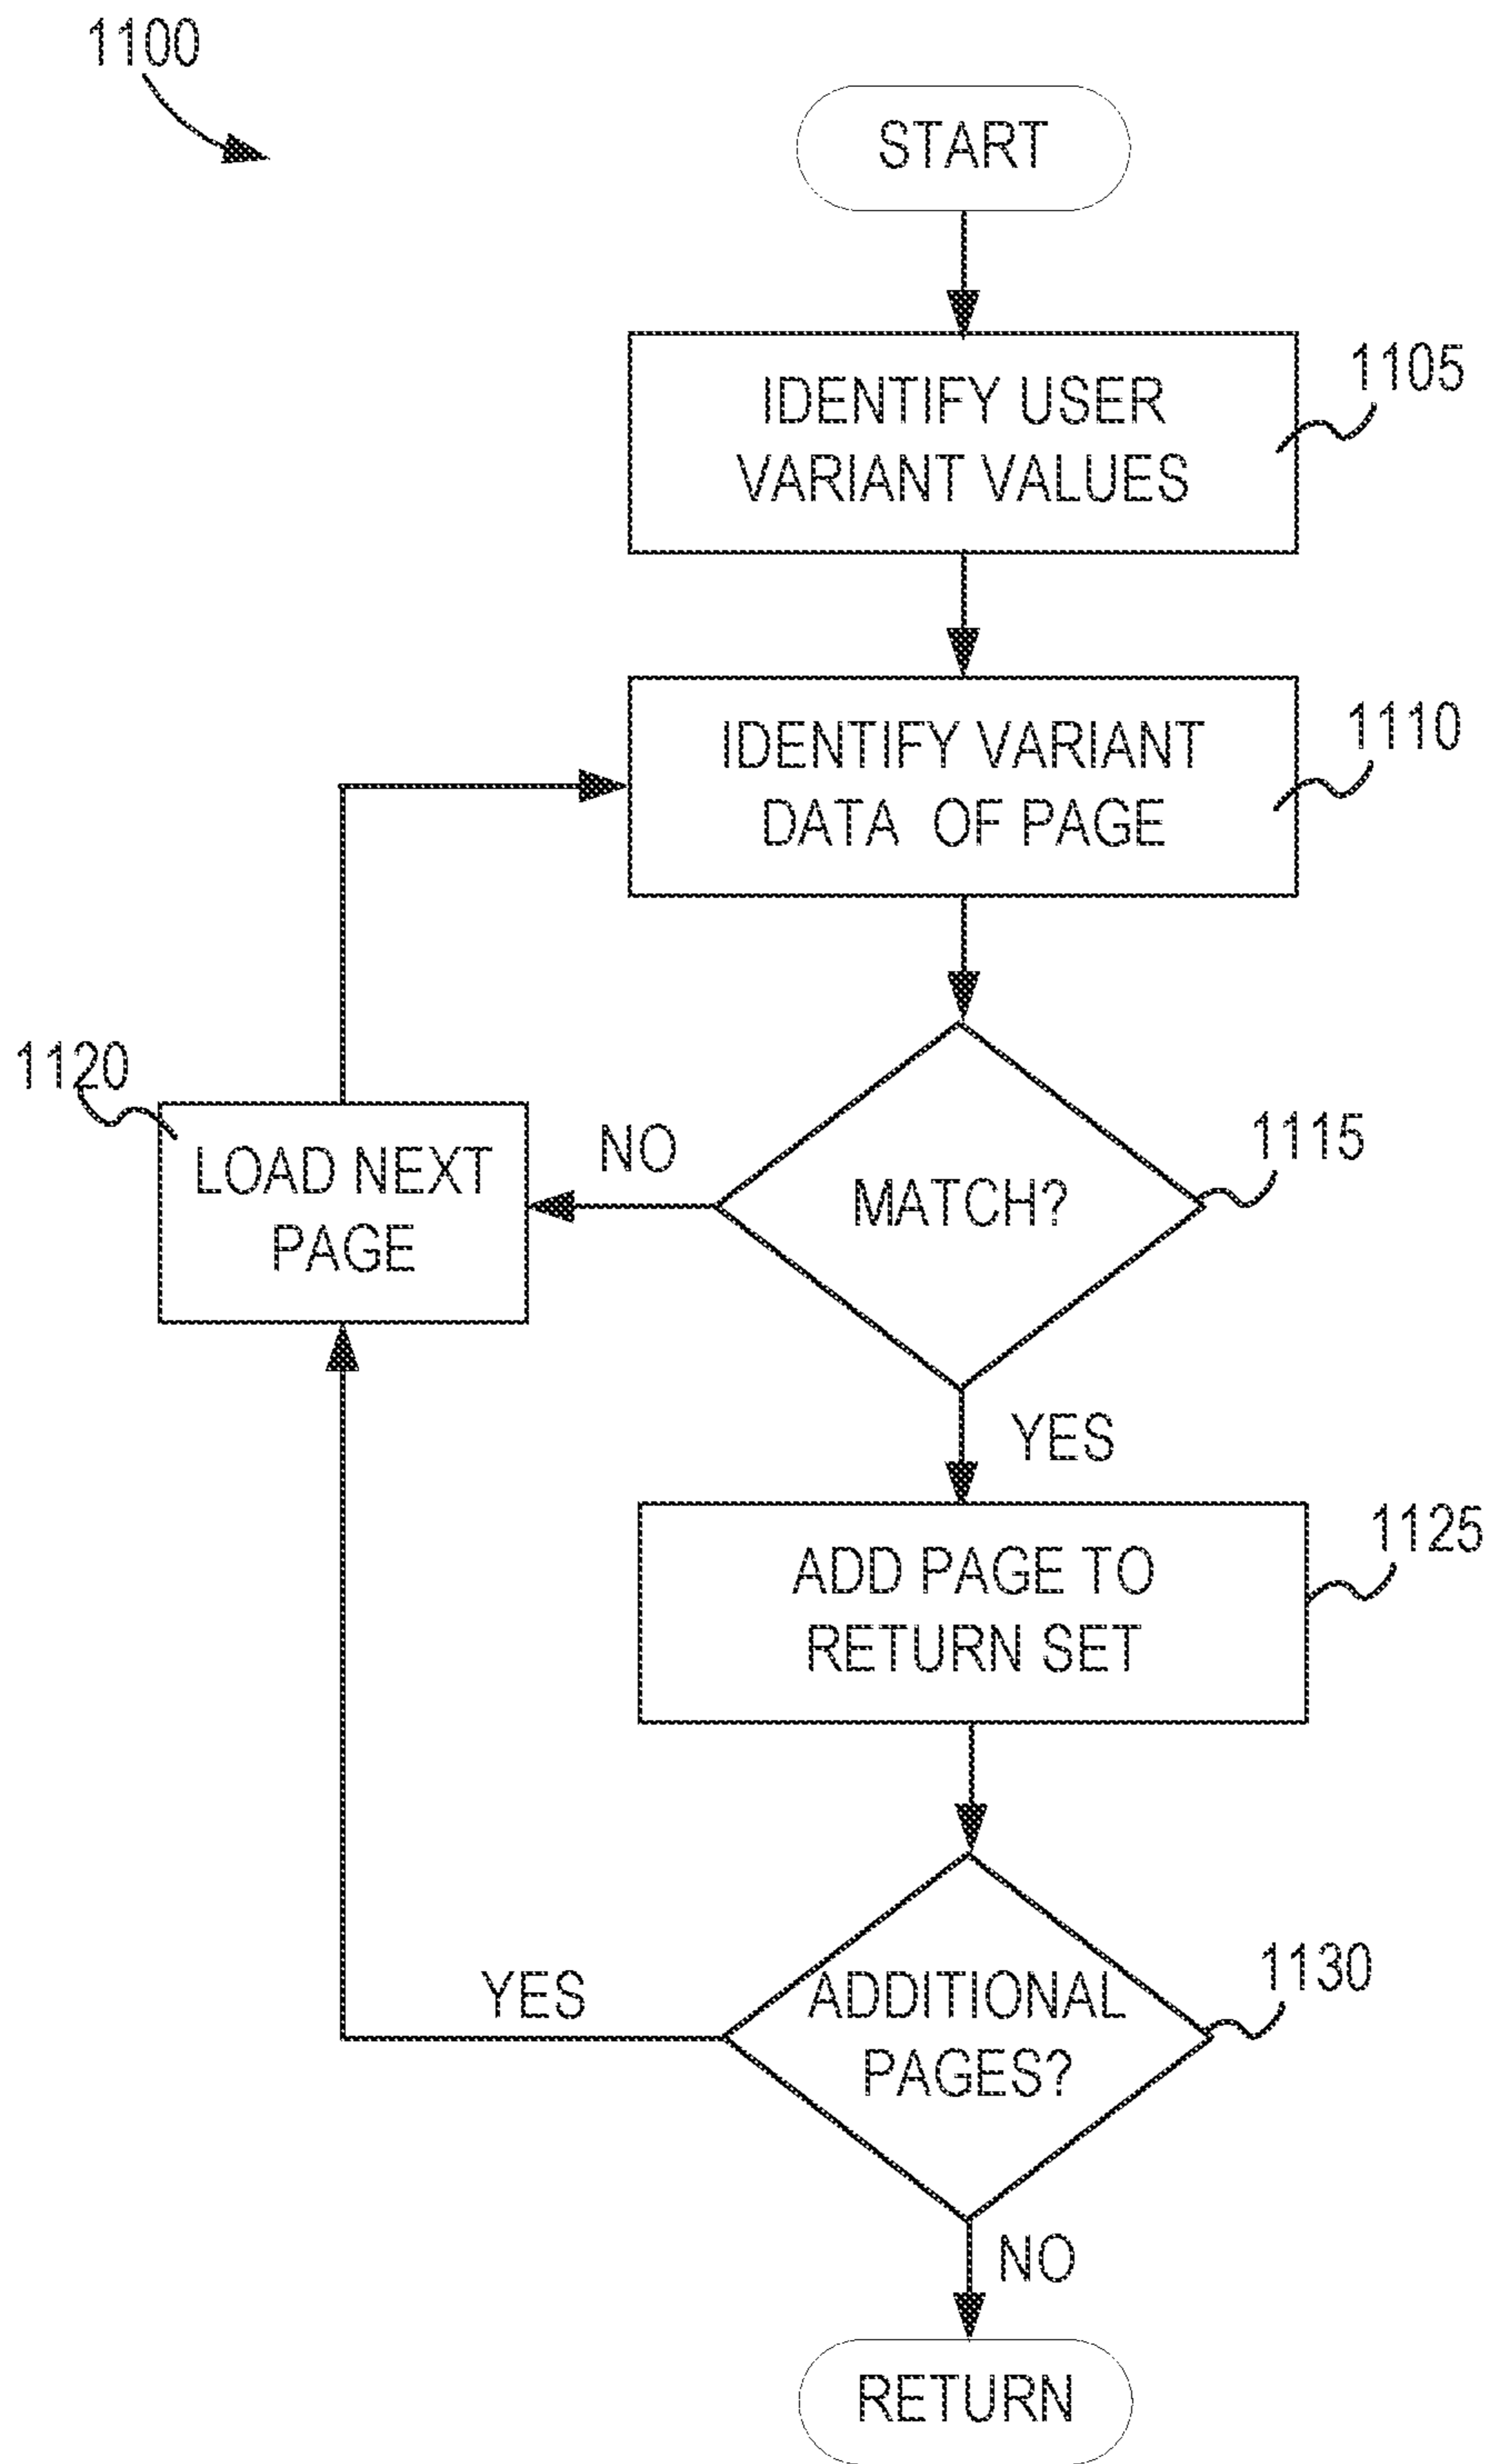 1100
START
IDENTIFY USER
VARIANT VALUES
1105
IDENTIFY VARIANT
DATA OF PAGE
1110
1120
LOAD NEXT
PAGE
NO
MATCH?
1115
YES
ADD PAGE TO
RETURN SET
1125
YES
ADDITIONAL
PAGES?
1130
NO
RETURN